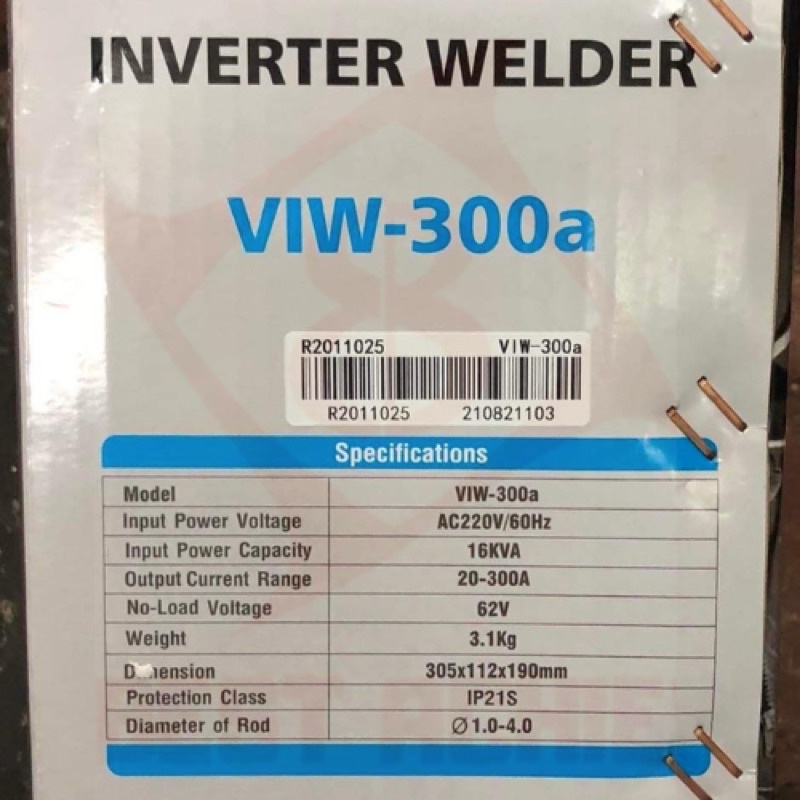 INVERTER WELDER
VIW-300a
R2011025 VIW-300a
R2011025 210821103
Specifications
Model VIW-300a
Input Power Voltage AC220V/60Hz
Input Power Capacity 16KVA
Output Current Range 20-300A
No-Load Voltage 62V
Weight 3.1Kg
305x112x190mm
Protection Class IP21S
Diameter of Rod Ø1.0-4.0